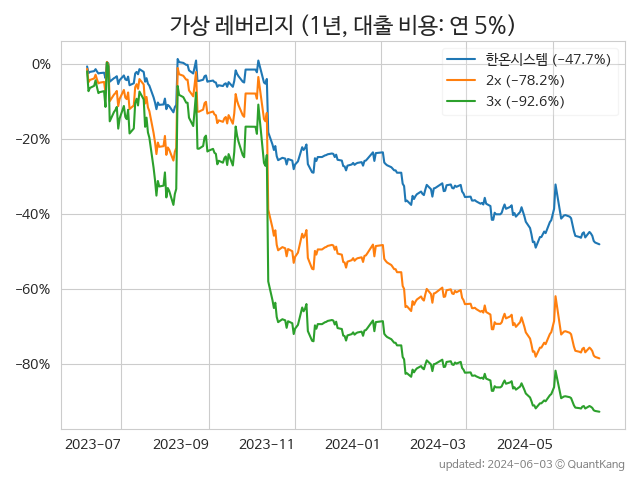 가상 레버리지 (1년, 대출 비용: 연 5%)
한온시스템 (−47.7%)
2x (−78.2%)
3x (−92.6%)
0%
−20%
−40%
−60%
−80%
2023-07 2023-09 2023-11 2024-01 2024-03 2024-05
updated: 2024-06-03 ⓒ QuantKang